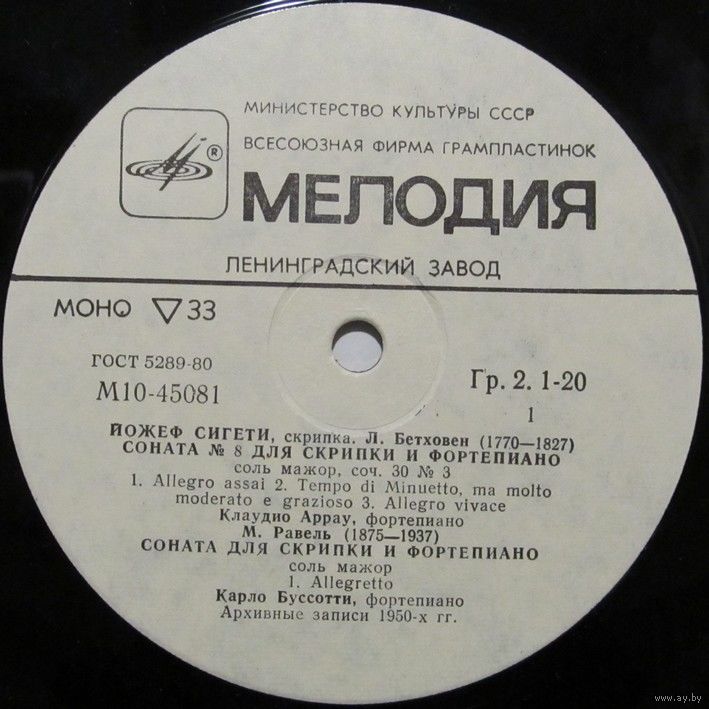 МИНИСТЕРСТВО КУЛЬТУРЫ СССР
ВСЕСОЮЗНАЯ ФИРМА ГРАМПЛАСТИНОК
®
МЕЛОДИЯ
ЛЕНИНГРАДСКИЙ ЗАВОД
МОНО ▽ 33
ГОСТ 5289-80
М10-45081
Гр. 2. 1-20
1
ЙОЖЕФ СИГЕТИ, скрипка. Л. Бетховен (1770—1827)
СОНАТА № 8 ДЛЯ СКРИПКИ И ФОРТЕПИАНО
соль мажор, соч. 30 № 3
1. Allegro assai 2. Tempo di Minuetto, ma molto
moderato e grazioso 3. Allegro vivace
Клаудио Аррау, фортепиано
М. Равель (1875—1937)
СОНАТА ДЛЯ СКРИПКИ И ФОРТЕПИАНО
соль мажор
1. Allegretto
Карло Буссотти, фортепиано
Архивные записи 1950-х гг.
www.ay.by